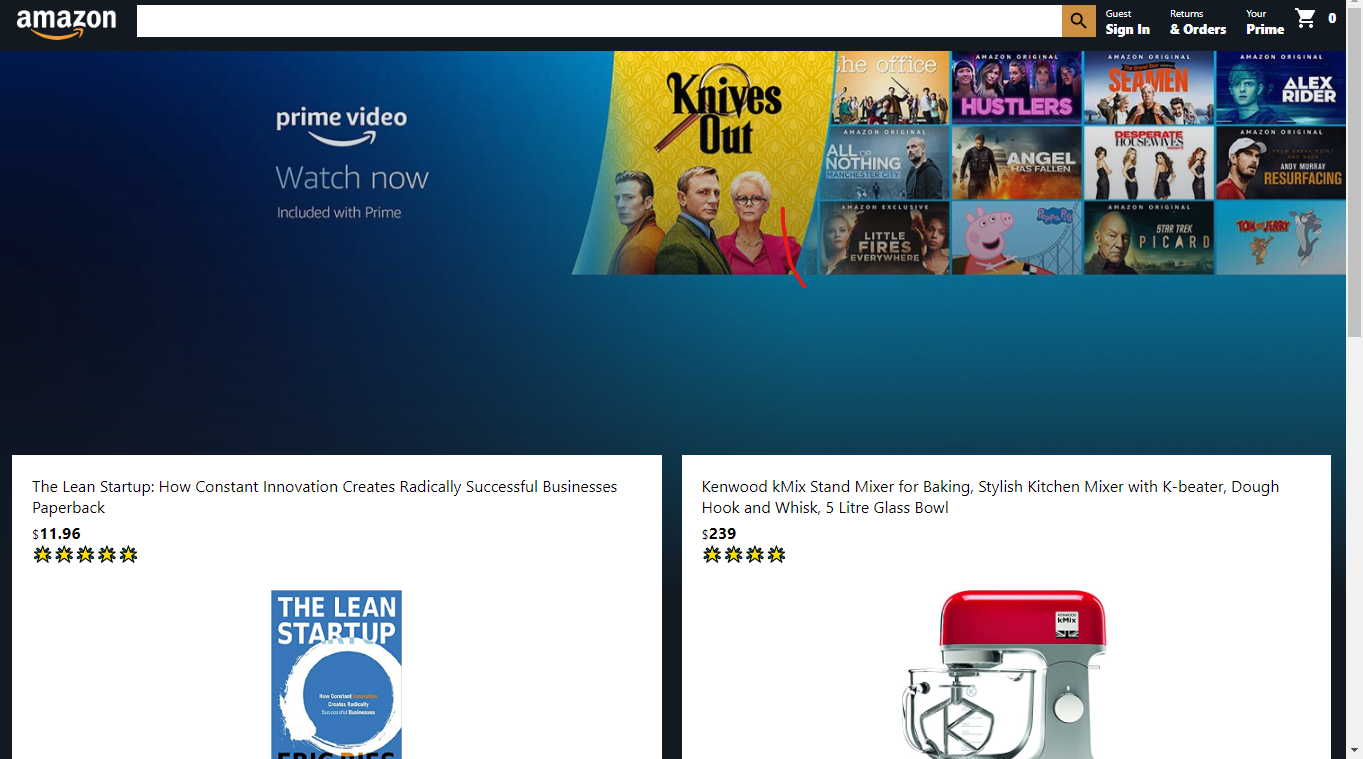 amazon
Guest
Sign In
Returns
& Orders
Your
Prime
0
prime video
Watch now
Included with Prime
Knives
Out
the office
AMAZON ORIGINAL
HUSTLERS
AMAZON ORIGINAL
The Grand Tour
SEAMEN
AMAZON ORIGINAL
ALEX
RIDER
AMAZON ORIGINAL
ALL OR
NOTHING
MANCHESTER CITY
ANGEL
HAS FALLEN
DESPERATE
HOUSEWIVES
AMAZON ORIGINAL
FROM BREAK POINT
AND BACK
ANDY MURRAY
RESURFACING
AMAZON EXCLUSIVE
LITTLE
FIRES
EVERYWHERE
Peppa Pig
AMAZON ORIGINAL
STAR TREK
PICARD
TOM and JERRY
The Lean Startup: How Constant Innovation Creates Radically Successful Businesses
Paperback
$11.96
THE LEAN
STARTUP
How Constant Innovation
Creates Radically
Successful Businesses
ERIC RIES
Kenwood kMix Stand Mixer for Baking, Stylish Kitchen Mixer with K-beater, Dough
Hook and Whisk, 5 Litre Glass Bowl
$239
KENWOOD
kMix
K